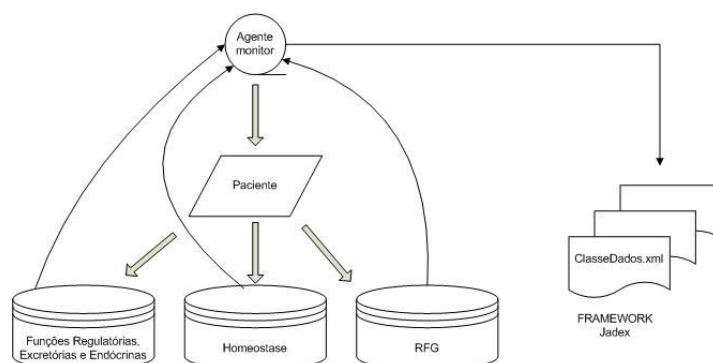 Agente
monitor
Paciente
Funções Regulatórias,
Excretórias e Endócrinas
Homeostase
RFG
ClasseDados.xml
FRAMEWORK
Jadex